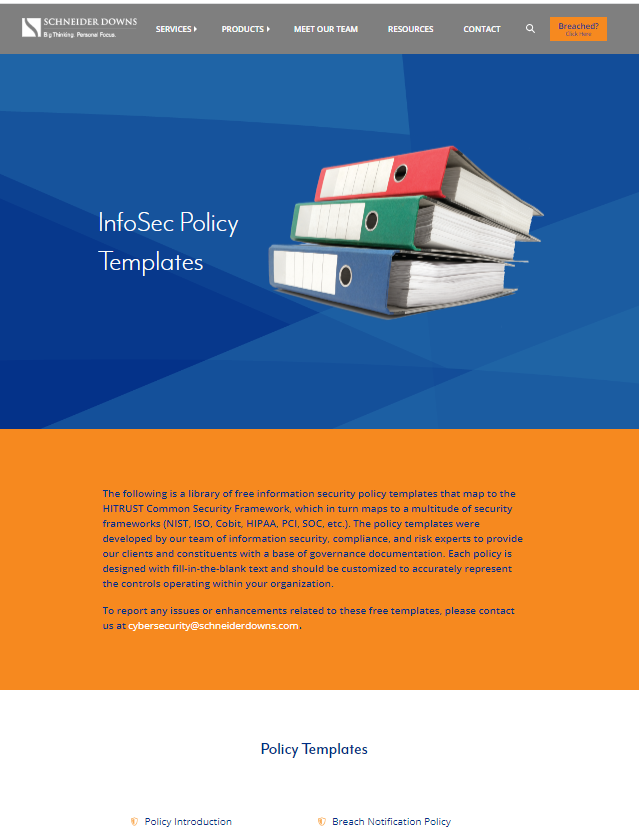 SCHNEIDER DOWNS
Big Thinking. Personal Focus.
SERVICES
PRODUCTS
MEET OUR TEAM
RESOURCES
CONTACT
Breached?
Click Here
InfoSec Policy
Templates
The following is a library of free information security policy templates that map to the
HITRUST Common Security Framework, which in turn maps to a multitude of security
frameworks (NIST, ISO, Cobit, HIPAA, PCI, SOC, etc.). The policy templates were
developed by our team of information security, compliance, and risk experts to provide
our clients and constituents with a base of governance documentation. Each policy is
designed with fill-in-the-blank text and should be customized to accurately represent
the controls operating within your organization.
To report any issues or enhancements related to these free templates, please contact
us at cybersecurity@schneiderdowns.com.
Policy Templates
Policy Introduction
Breach Notification Policy